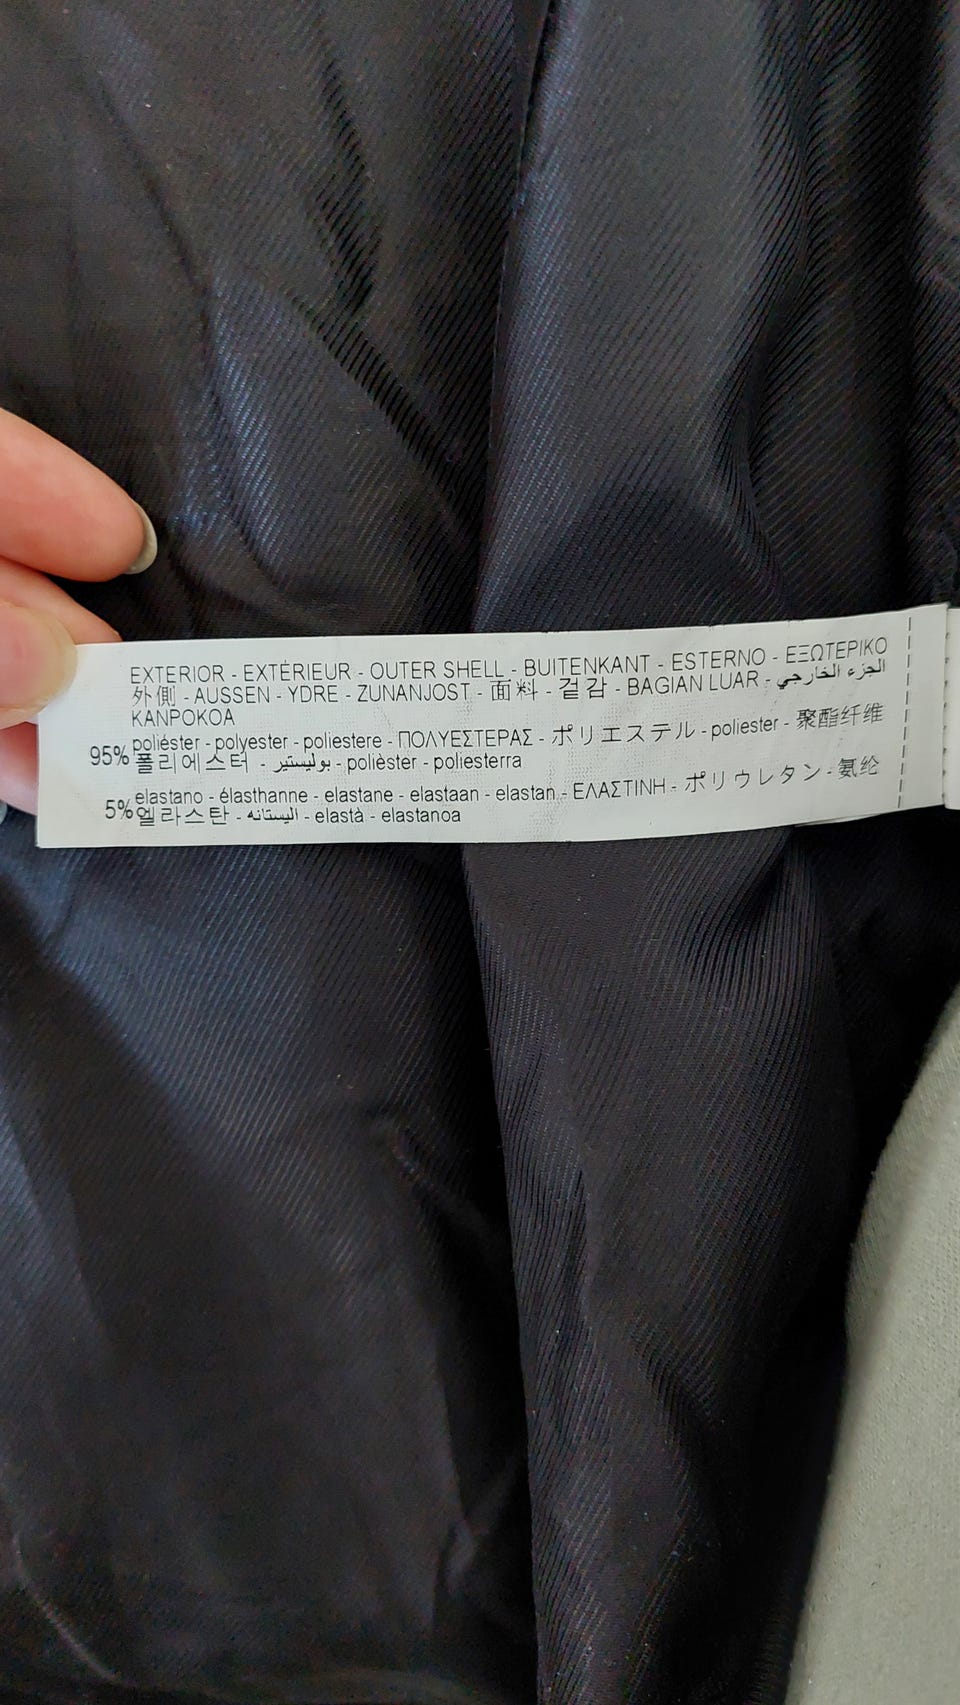 EXTERIOR - EXTÉRIEUR - OUTER SHELL - BUITENKANT - ESTERNO - ΕΞΩΤΕΡΙΚΟ
外側 - AUSSEN - YDRE - ZUNANJOST - 面料 - 겉감 - BAGIAN LUAR - الجزء الخارجي
KANPOKOA
95% poliéster - polyester - poliestere - ΠΟΛΥΕΣΤΕΡΑΣ - ポリエステル - poliester - 聚酯纤维
폴리에스터 - بوليستير - polièster - poliesterra
5% elastano - élasthanne - elastane - elastaan - elastan - ΕΛΑΣΤΙΝΗ - ポリウレタン - 氨纶
엘라스탄 - اليستانه - elastà - elastanoa